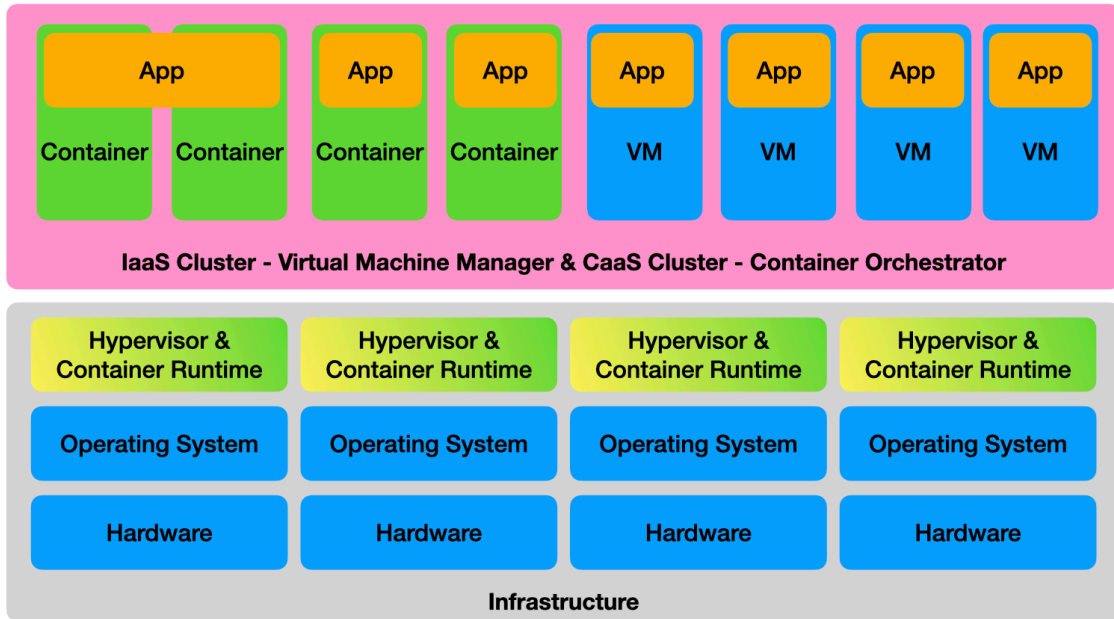 App
App
App
App
App
App
App
Container
Container
Container
Container
VM
VM
VM
VM
IaaS Cluster - Virtual Machine Manager & CaaS Cluster - Container Orchestrator
Hypervisor &
Container Runtime
Hypervisor &
Container Runtime
Hypervisor &
Container Runtime
Hypervisor &
Container Runtime
Operating System
Operating System
Operating System
Operating System
Hardware
Hardware
Hardware
Hardware
Infrastructure